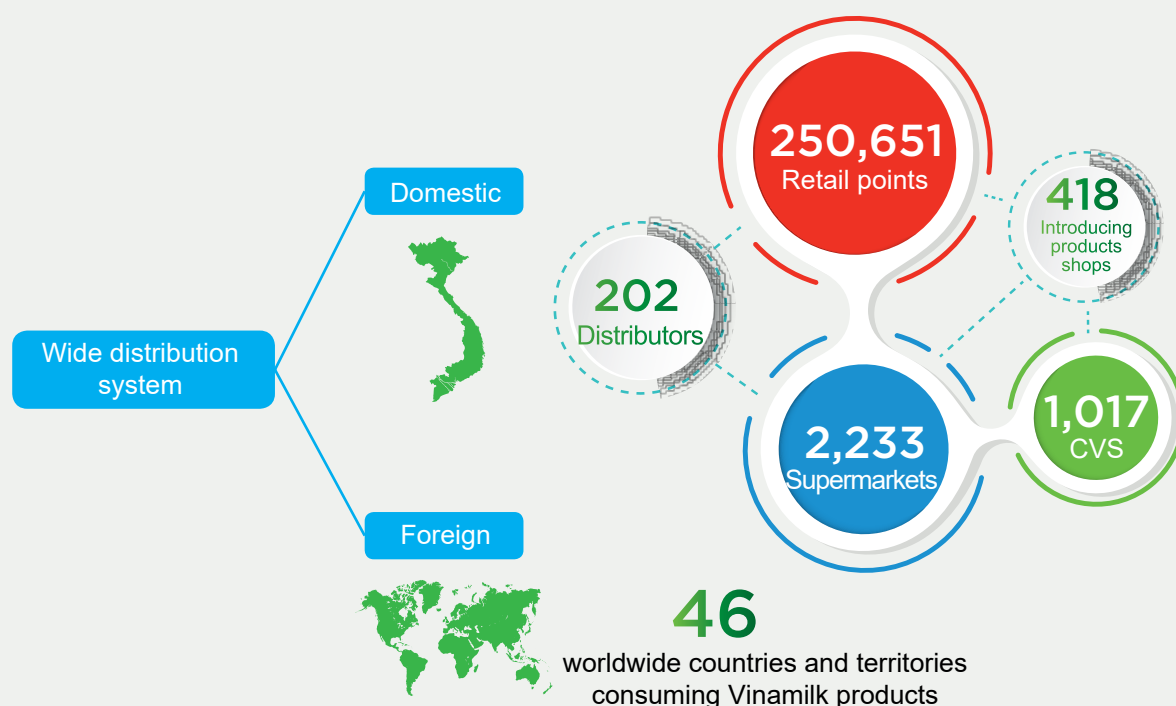 Wide distribution
system
Domestic
Foreign
250,651
Retail points
418
Introducing
products
shops
202
Distributors
2,233
Supermarkets
1,017
CVS
46
worldwide countries and territories
consuming Vinamilk products